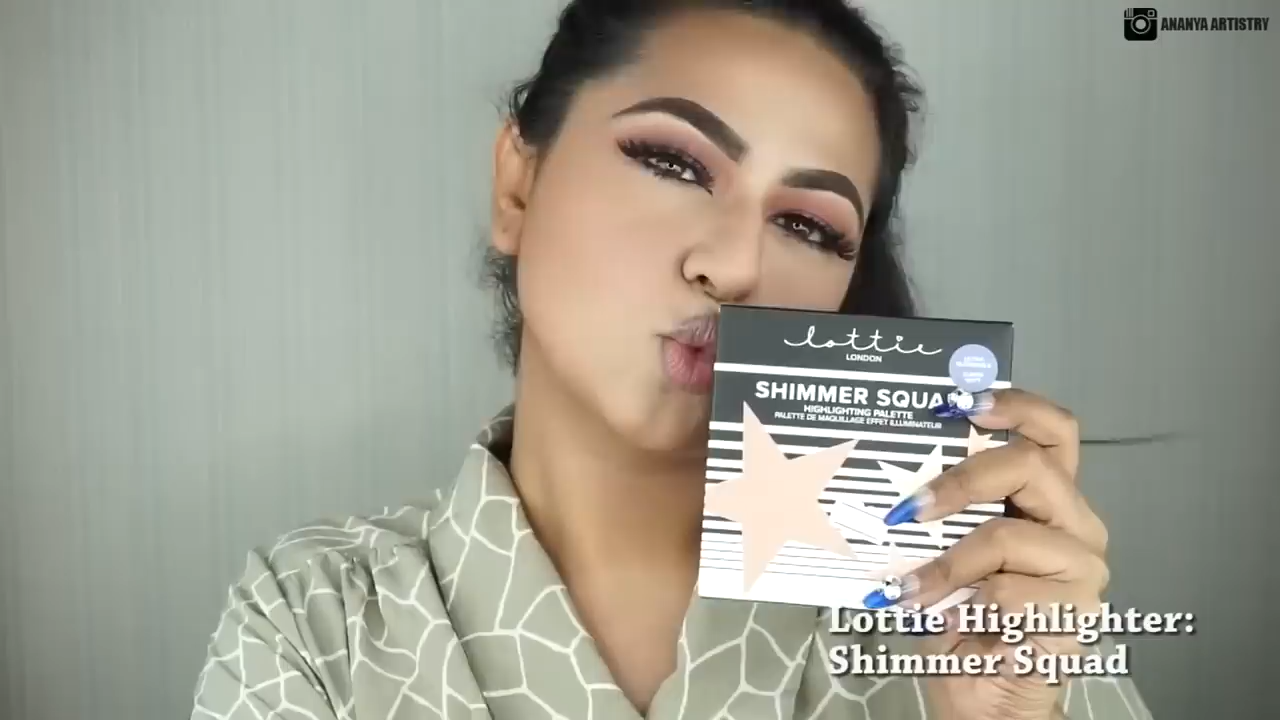 ANANYA ARTISTRY
lottie
LONDON
SHIMMER SQUA
HIGHLIGHTING PALETTE
PALETTE DE MAQUILLAGE EFFET ILLUMINATEUR
Lottie Highlighter:
Shimmer Squad